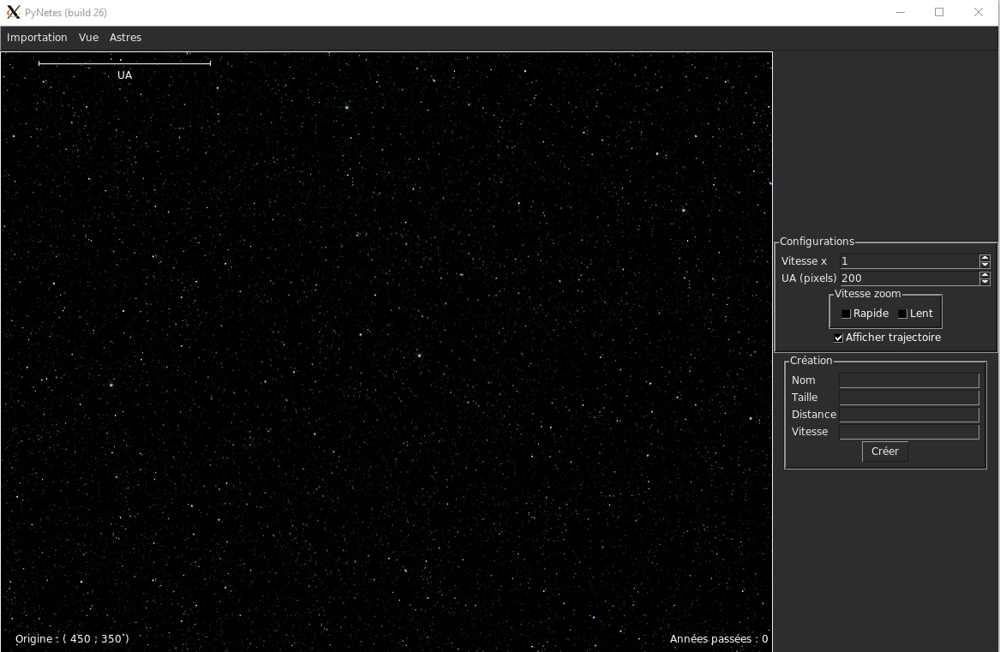 PyNetes (build 26)
Importation Vue Astres
UA
Configurations
Vitesse x 1
UA (pixels) 200
Vitesse zoom
Rapide Lent
Afficher trajectoire
Création
Nom
Taille
Distance
Vitesse
Créer
Origine : ( 450 ; 350 )
Années passées : 0